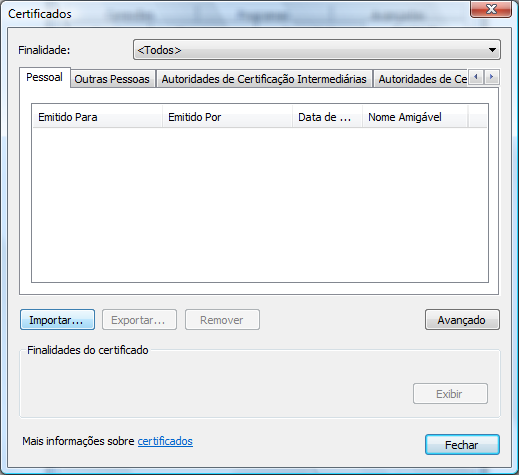 Certificados
Finalidade: <Todos>
Pessoal Outras Pessoas Autoridades de Certificação Intermediárias Autoridades de Ce
Emitido Para Emitido Por Data de ... Nome Amigável
Importar... Exportar... Remover Avançado
Finalidades do certificado
Exibir
Mais informações sobre certificados
Fechar